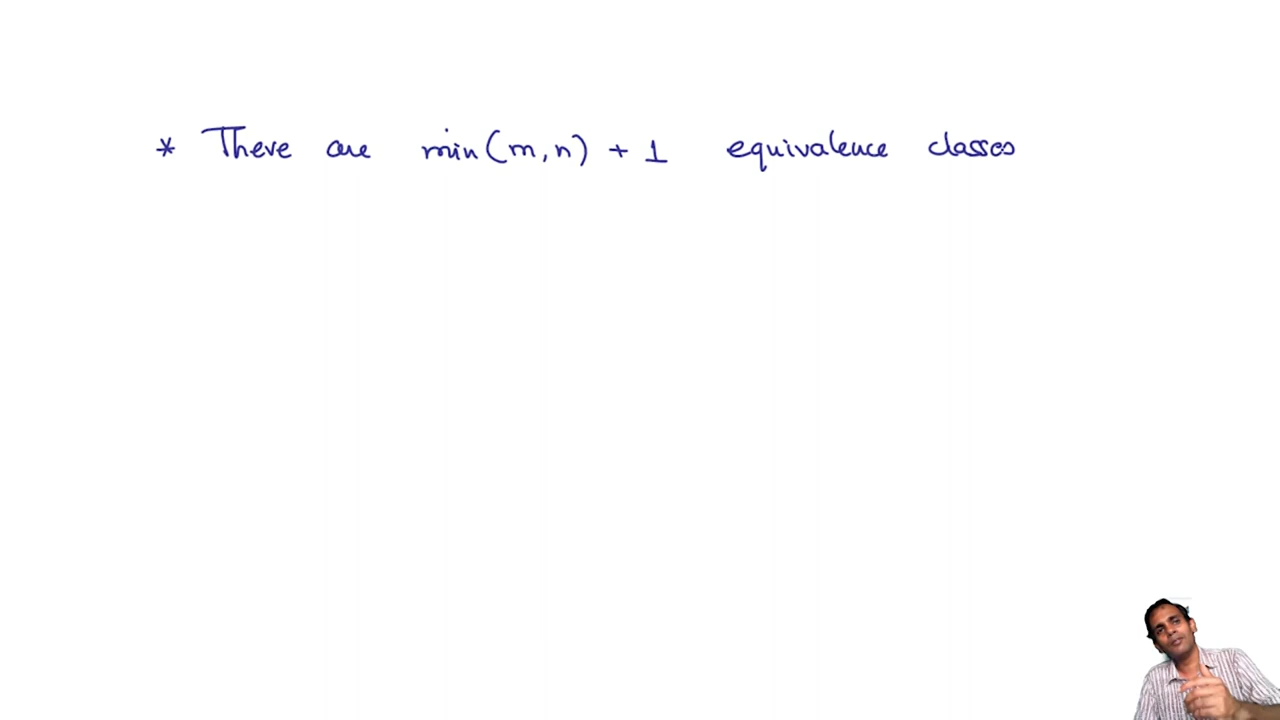 * There are min(m,n) + 1 equivalence classes